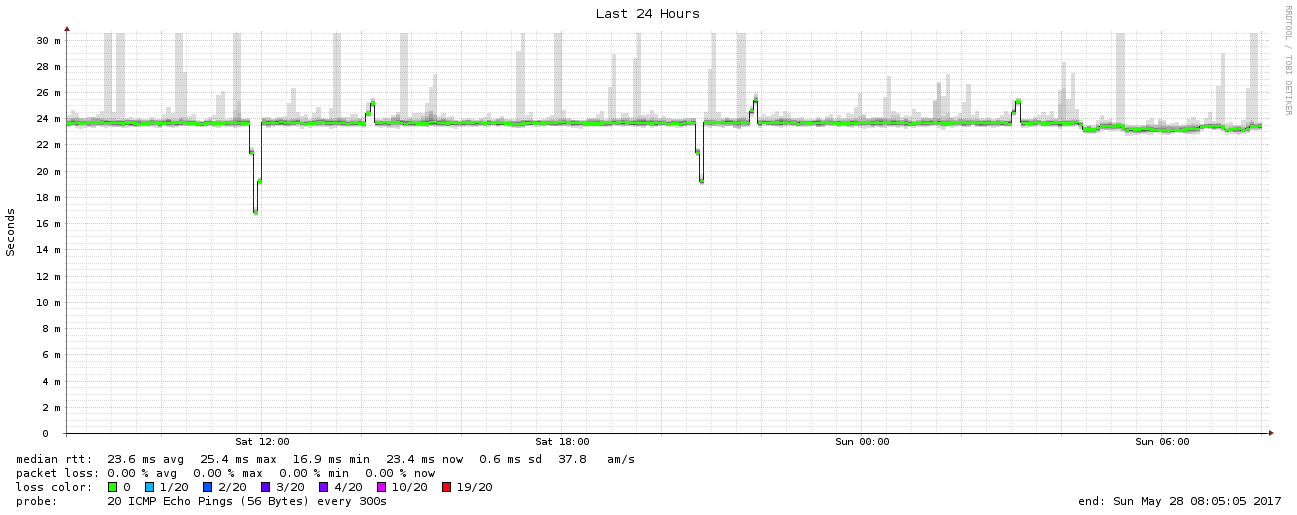 Last 24 Hours
RRDTOOL / TOBI OETIKER
Seconds
30 m
28 m
26 m
24 m
22 m
20 m
18 m
16 m
14 m
12 m
10 m
8 m
6 m
4 m
2 m
0
Sat 12:00 Sat 18:00 Sun 00:00 Sun 06:00
median rtt: 23.6 ms avg 25.4 ms max 16.9 ms min 23.4 ms now 0.6 ms sd 37.8 am/s
packet loss: 0.00 % avg 0.00 % max 0.00 % min 0.00 % now
loss color: 0 1/20 2/20 3/20 4/20 10/20 19/20
probe: 20 ICMP Echo Pings (56 Bytes) every 300s end: Sun May 28 08:05:05 2017